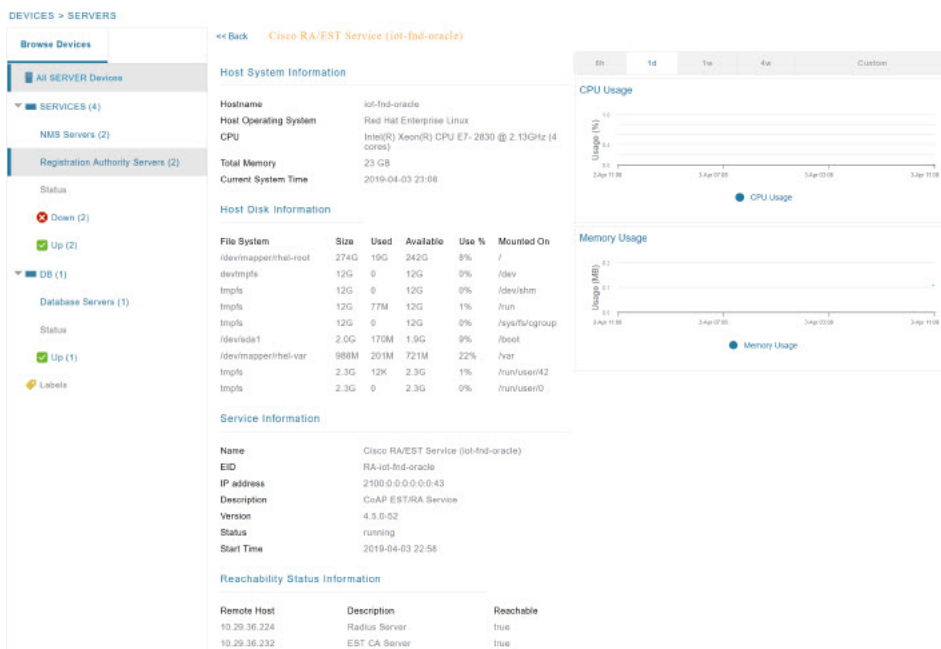 DEVICES > SERVERS
Browse Devices
All SERVER Devices
SERVICES (4)
NMS Servers (2)
Registration Authority Servers (2)
Status
Down (2)
Up (2)
DB (1)
Database Servers (1)
Status
Up (1)
Labels
<< Back Cisco RA/EST Service (iot-fnd-oracle)
Host System Information
Hostname iot-fnd-oracle
Host Operating System Red Hat Enterprise Linux
CPU Intel(R) Xeon(R) CPU E7- 2830 @ 2.13GHz (4
cores)
Total Memory 23 GB
Current System Time 2019-04-03 23:08
Host Disk Information
File System Size Used Available Use % Mounted On
/dev/mapper/rhel-root 274G 19G 242G 8% /
devtmpfs 12G 0 12G 0% /dev
tmpfs 12G 0 12G 0% /dev/shm
tmpfs 12G 77M 12G 1% /run
tmpfs 12G 0 12G 0% /sys/fs/cgroup
/dev/sda1 2.0G 170M 1.9G 9% /boot
/dev/mapper/rhel-var 988M 201M 721M 22% /var
tmpfs 2.3G 12K 2.3G 1% /run/user/42
tmpfs 2.3G 0 2.3G 0% /run/user/0
Service Information
Name Cisco RA/EST Service (iot-fnd-oracle)
EID RA-iot-fnd-oracle
IP address 2100:0:0:0:0:0:0:43
Description CoAP EST/RA Service
Version 4.5.0-52
Status running
Start Time 2019-04-03 22:58
Reachability Status Information
Remote Host Description Reachable
10.29.36.224 Radius Server true
10.29.36.232 EST CA Server true
6h 1d 1w 4w Custom
CPU Usage
Usage (%)
0.0
CPU Usage
Memory Usage
Usage (MB)
0.2
0.1
0.0
Memory Usage